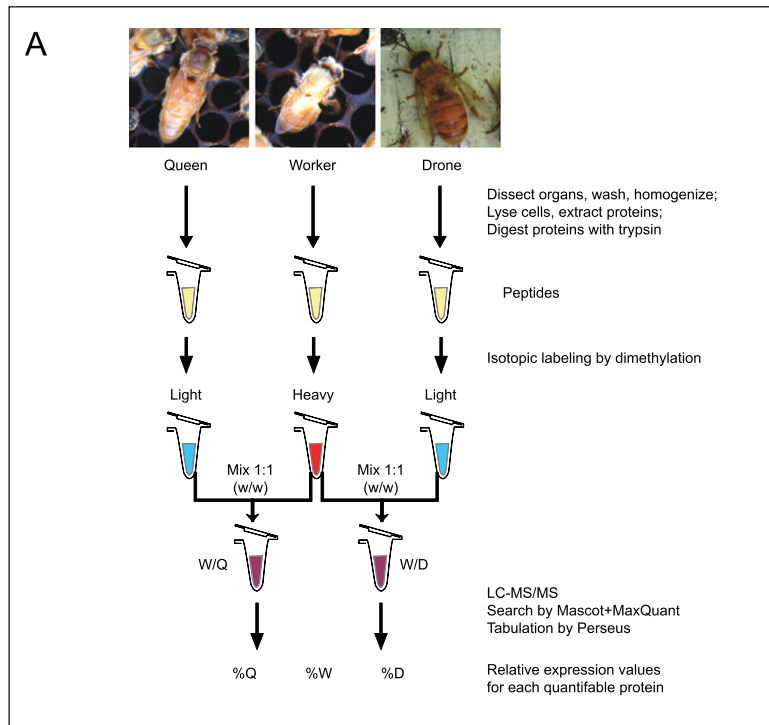 A
Queen
Worker
Drone
Dissect organs, wash, homogenize;
Lyse cells, extract proteins;
Digest proteins with trypsin
Peptides
Isotopic labeling by dimethylation
Light
Heavy
Light
Mix 1:1
(w/w)
Mix 1:1
(w/w)
W/Q
W/D
LC-MS/MS
Search by Mascot+MaxQuant
Tabulation by Perseus
%Q
%W
%D
Relative expression values
for each quantifable protein